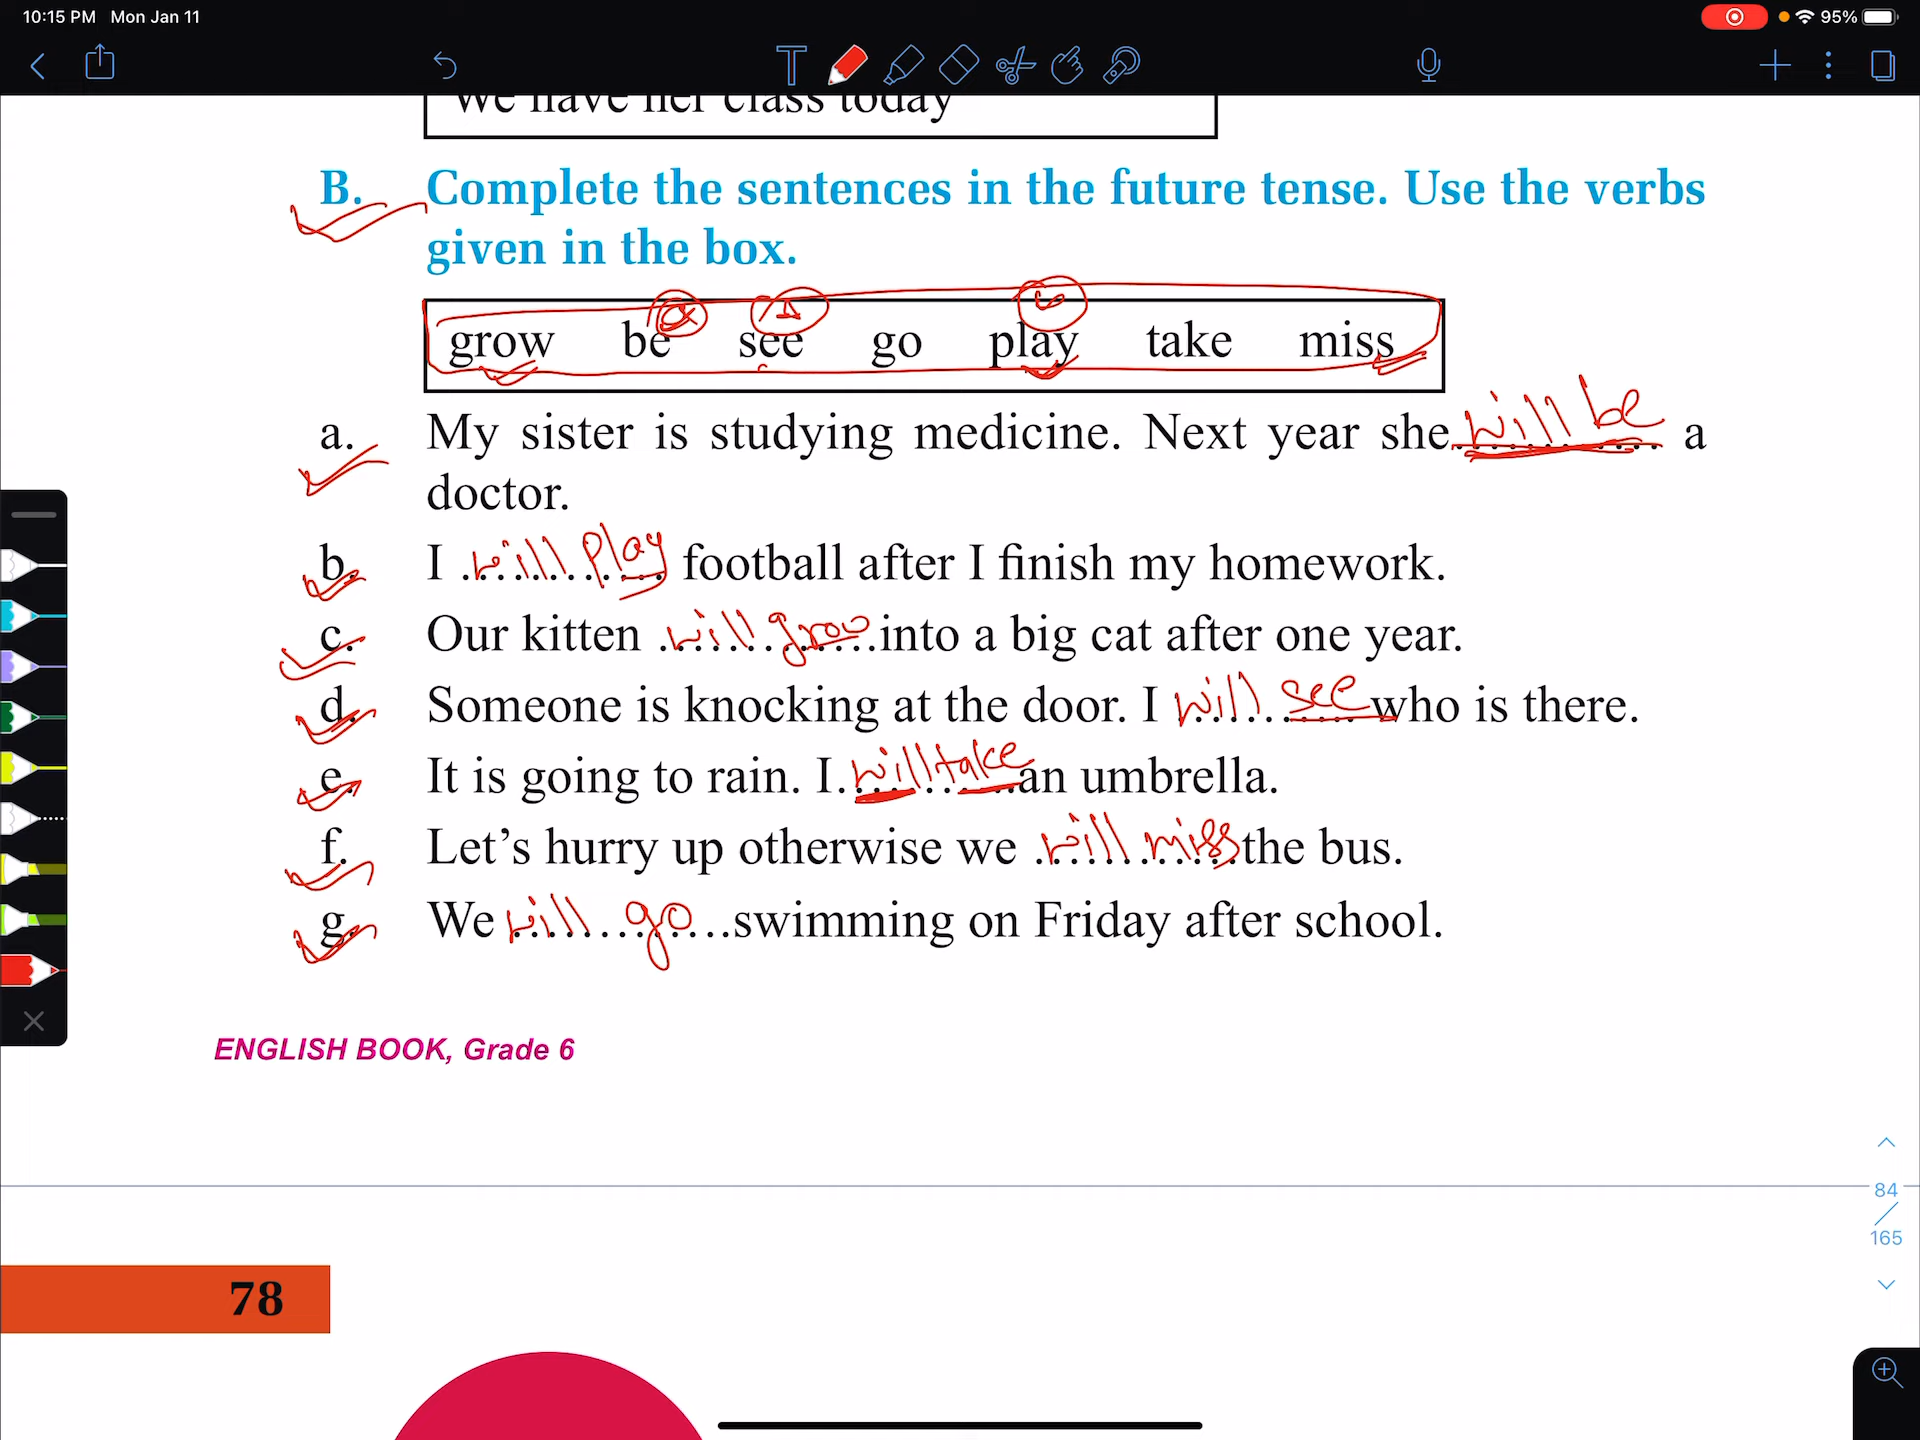 10:15 PM Mon Jan 11
95%
We have her class today
B. Complete the sentences in the future tense. Use the verbs
given in the box.
grow be see go play take miss
a. My sister is studying medicine. Next year she will be a
doctor.
b. I will play football after I finish my homework.
c. Our kitten will grow into a big cat after one year.
d. Someone is knocking at the door. I will see who is there.
e. It is going to rain. I will take an umbrella.
f. Let's hurry up otherwise we will miss the bus.
g. We will go swimming on Friday after school.
ENGLISH BOOK, Grade 6
84
/
165
78